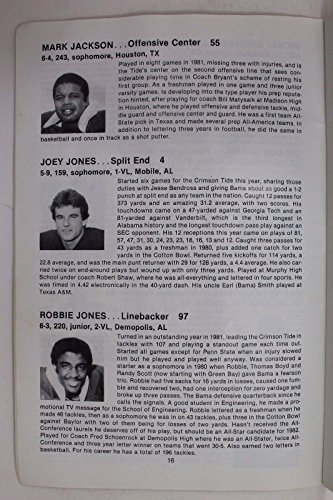 MARK JACKSON...Offensive Center 55
6-4, 243, sophomore, Houston, TX
Played in eight games in 1981, missing three with injuries, and is
the Tide's center on the second offensive line that sees con-
siderable playing time in Coach Bryant's scheme of resting his
first group. As a freshman played in one game and three junior
varsity games. Is developing into the type player his prep reputa-
tion hinted, after playing for coach Bill Matysaik at Madison High
in Houston, where he played offensive and defensive tackle, mid-
dle guard and offensive center and guard. He was a first team All-
State pick in Texas and made several prep All-America teams. In
addition to lettering three years in football, he did the same in
basketball and once in track as a shot putter.
JOEY JONES...Split End 4
5-9, 159, sophomore, 1-VL, Mobile, AL
Started six games for the Crimson Tide this year, sharing those
duties with Jesse Bendross and giving Bama about as good a 1-2
punch at split end as any team in the nation. Caught 12 passes for
373 yards and an amazing 31.2 average, with two scores. His
touchdowns came on a 47-yarder against Georgia Tech and an
81-yarder against Vanderbilt, which is the third longest in
Alabama history and the longest touchdown pass play against an
SEC opponent. His 12 receptions this year came on plays of 81,
57, 47, 32, 31, 30, 24, 23, 23, 18, 16, 13 and 12. Caught three passes for
43 yards as a freshman in 1980, plus added one catch for two
yards in the Cotton Bowl. Returned five kickoffs for 114 yards, a
22.8 average, and was the main punt returner with 29 for 128 yards, a 4.4 average. He also car-
ried twice on end-arounds play but wound up with only three yards. Played at Murphy High
School under coach Robert Shaw, where he was all everything and lettered in four sports. He
was timed in 4.42 electronically in the 40-yard dash. His uncle Earl (Bama) Smith played at
Texas A&M.
ROBBIE JONES...Linebacker 97
6-3, 220, junior, 2-VL, Demopolis, AL
Turned in an outstanding year in 1981, leading the Crimson Tide in
tackles with 107 and playing a standout game each time out.
Started all games except for Penn State when an injury slowed
him but he played and played well anyway. Was considered a
starter as a sophomore in 1980 when Robbie, Thomas Boyd and
Randy Scott (now starring with Green Bay) gave Bama a fearsom
trio. Robbie had five sacks for 16 yards in losses, caused one fum-
ble and recovered two, had one interception for zero yardage and
broke up three passes. The Bama defensive quarterback since he
calls the signals. A good student in Engineering, he made a pro-
motional TV message for the School of Engineering. Robbie lettered as a freshman when he
made 46 tackles, then as a sophomore he was in on 43 tackles, plus three in the Cotton Bowl
against Baylor with two of them being for losses of two yards. Hasn't received the All-
Conference laurels he deserves off of this year, but should be an All-Star candidate for 1982.
Played for Coach Fred Schoenrock at Demopolis High where he was an All-Stater, twice All-
Conference and honor winner player on teams that went 30-5. Also earned two letters in
basketball. For his career he has a total of 196 tackles.
16